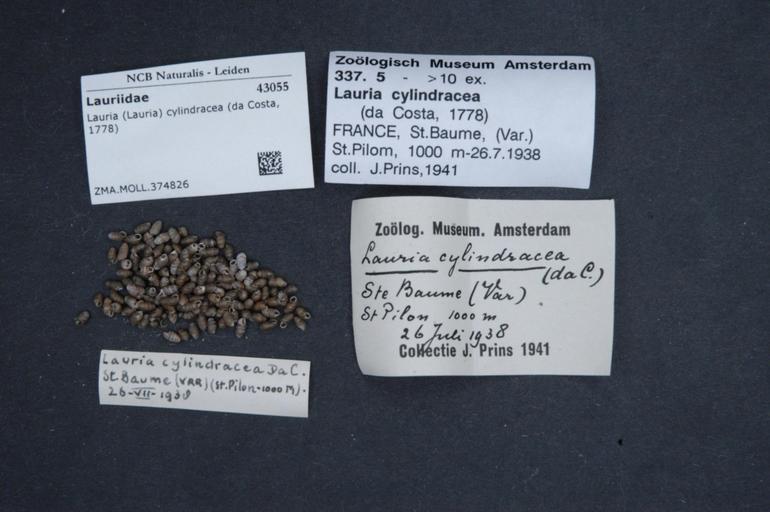 NCB Naturalis - Leiden
43055
Lauriidae
Lauria (Lauria) cylindracea (da Costa,
1778)
ZMA.MOLL.374826
Zoölogisch Museum Amsterdam
337. 5 - >10 ex.
Lauria cylindracea
(da Costa, 1778)
FRANCE, St.Baume, (Var.)
St.Pilom, 1000 m-26.7.1938
coll. J.Prins,1941
Zoölog. Museum. Amsterdam
Lauria cylindracea
(da C.)
Ste Baume (Var)
St Pilon 1000 m
26 Juli 1938
Collectie J. Prins 1941
Lauria cylindracea Da C.
St. Baume (VAR) (St. Pilon-1000 M).
26-VII-1938